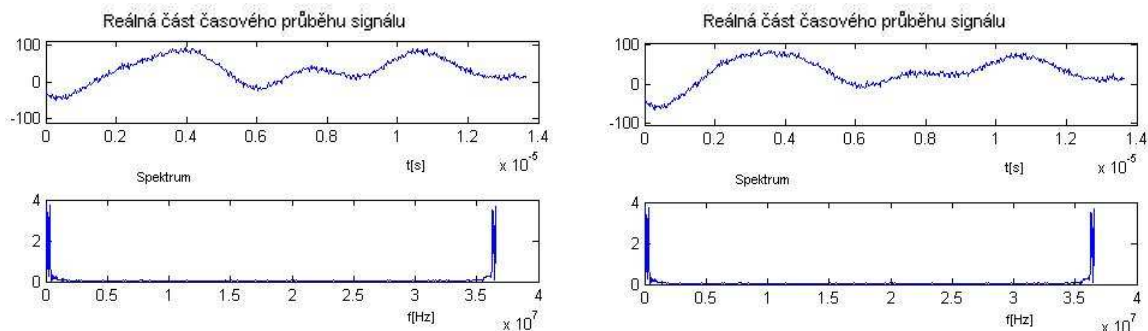 Reálná část časového průběhu signálu
100
0
-100
0 0.2 0.4 0.6 0.8 1 1.2 1.4
t[s]
x 10^-5
Spektrum
4
2
0
0 0.5 1 1.5 2 2.5 3 3.5 4
f[Hz]
x 10^7
Reálná část časového průběhu signálu
100
0
-100
0 0.2 0.4 0.6 0.8 1 1.2 1.4
t[s]
x 10^-5
Spektrum
4
2
0
0 0.5 1 1.5 2 2.5 3 3.5 4
f[Hz]
x 10^7